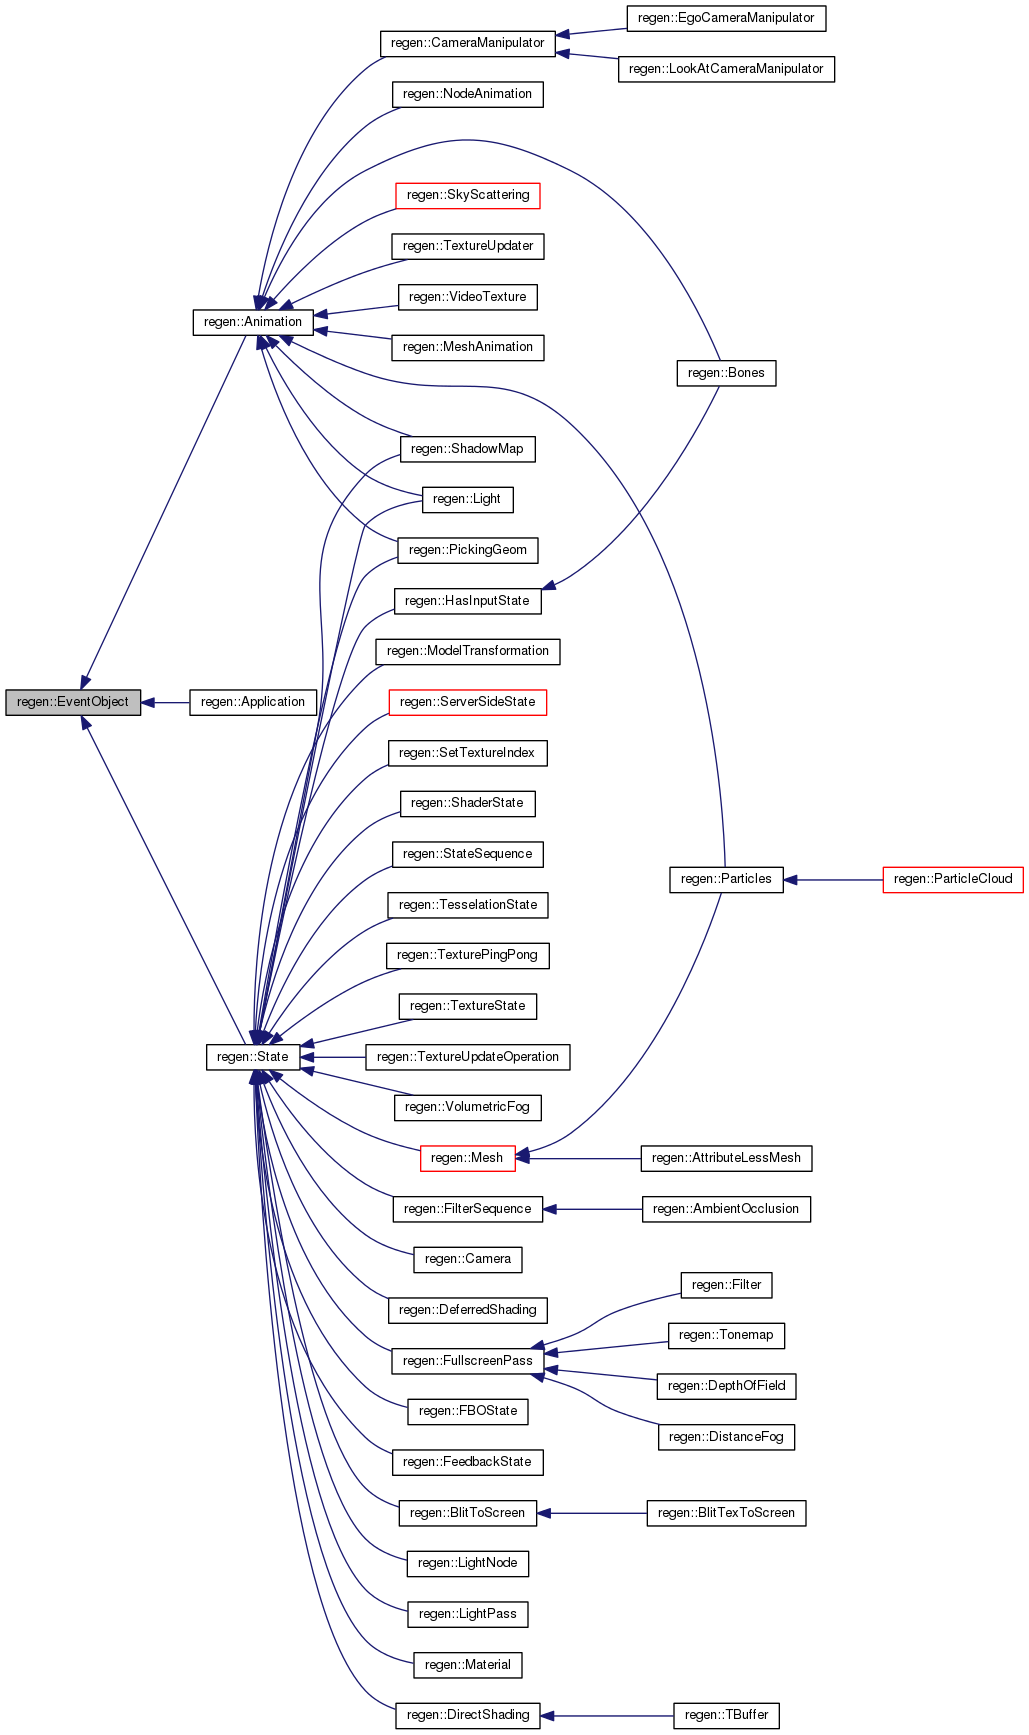 regen::EgoCameraManipulator
regen::CameraManipulator
regen::LookAtCameraManipulator
regen::NodeAnimation
regen::SkyScattering
regen::TextureUpdater
regen::VideoTexture
regen::Animation
regen::MeshAnimation
regen::Bones
regen::ShadowMap
regen::Light
regen::PickingGeom
regen::HasInputState
regen::ModelTransformation
regen::EventObject
regen::Application
regen::ServerSideState
regen::SetTextureIndex
regen::ShaderState
regen::StateSequence
regen::Particles
regen::ParticleCloud
regen::TesselationState
regen::TexturePingPong
regen::TextureState
regen::State
regen::TextureUpdateOperation
regen::VolumetricFog
regen::Mesh
regen::AttributeLessMesh
regen::FilterSequence
regen::AmbientOcclusion
regen::Camera
regen::Filter
regen::DeferredShading
regen::Tonemap
regen::FullscreenPass
regen::DepthOfField
regen::FBOState
regen::DistanceFog
regen::FeedbackState
regen::BlitToScreen
regen::BlitTexToScreen
regen::LightNode
regen::LightPass
regen::Material
regen::DirectShading
regen::TBuffer